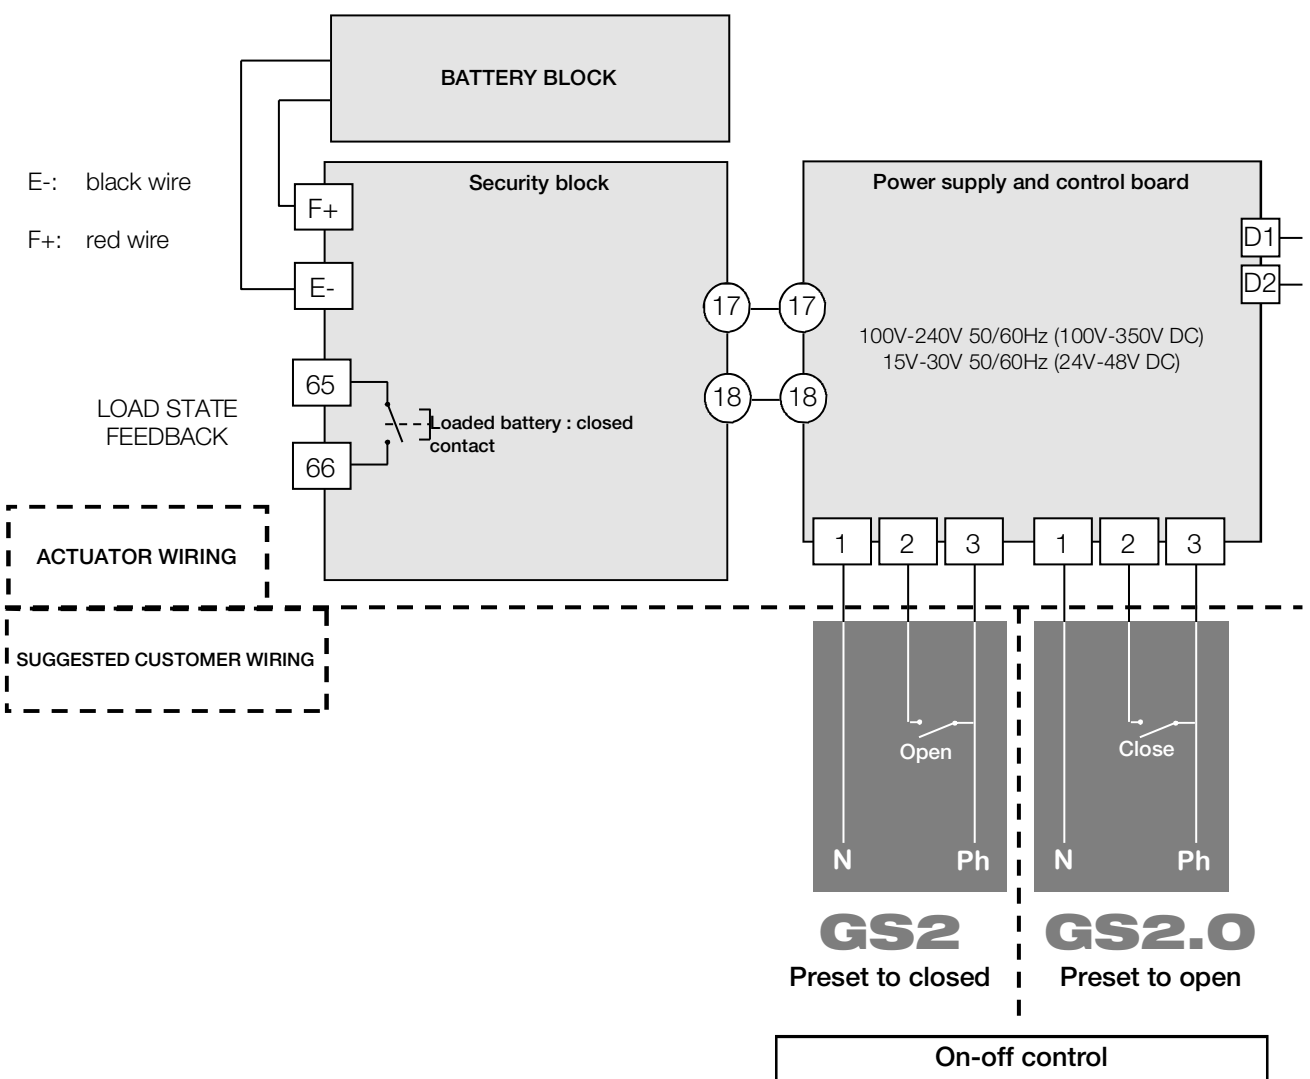 BATTERY BLOCK
E-: black wire
F+: red wire
Security block
F+
E-
17
18
65
66
LOAD STATE
FEEDBACK
Loaded battery : closed
contact
Power supply and control board
D1
D2
17
18
100V-240V 50/60Hz (100V-350V DC)
15V-30V 50/60Hz (24V-48V DC)
1 2 3
1 2 3
ACTUATOR WIRING
SUGGESTED CUSTOMER WIRING
Open
N Ph
GS2
Preset to closed
Close
N Ph
GS2.0
Preset to open
On-off control